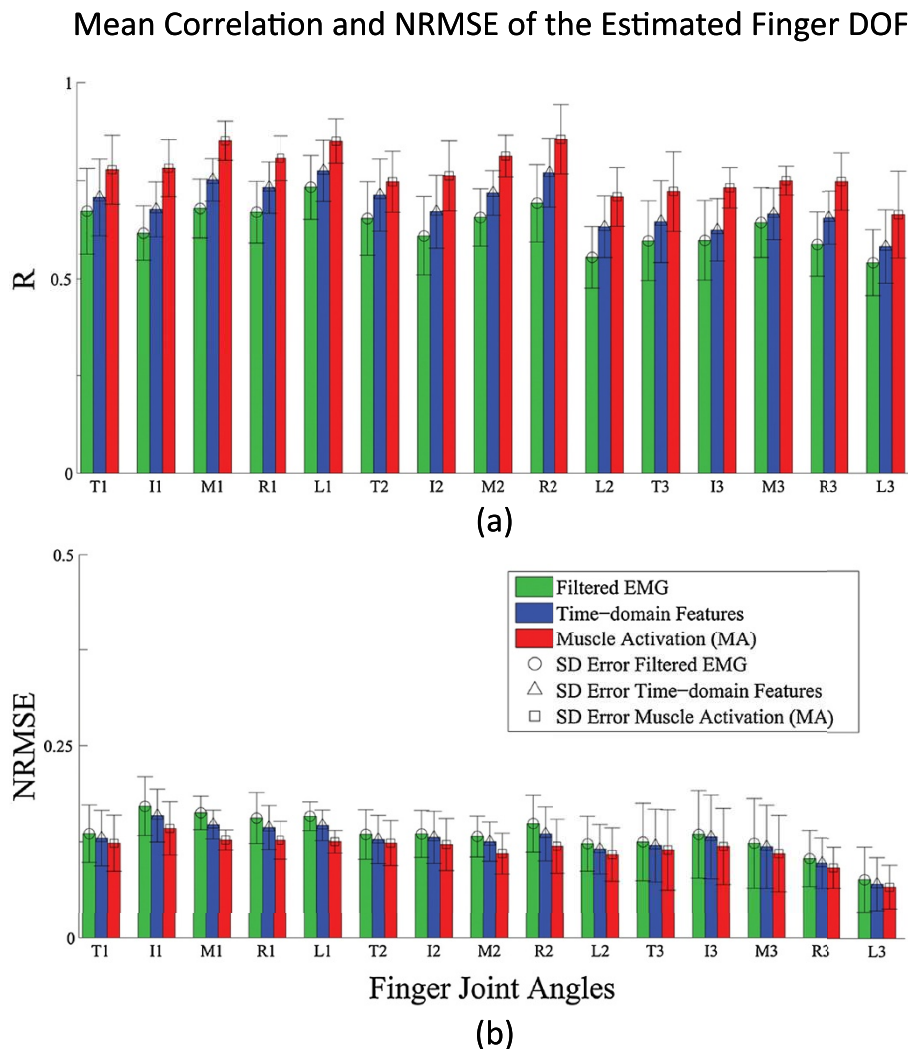 Mean Correlation and NRMSE of the Estimated Finger DOF
1
0.5
0
R
T1 I1 M1 R1 L1 T2 I2 M2 R2 L2 T3 I3 M3 R3 L3
(a)
0.5
0.25
0
NRMSE
Filtered EMG
Time-domain Features
Muscle Activation (MA)
SD Error Filtered EMG
SD Error Time-domain Features
SD Error Muscle Activation (MA)
T1 I1 M1 R1 L1 T2 I2 M2 R2 L2 T3 I3 M3 R3 L3
Finger Joint Angles
(b)